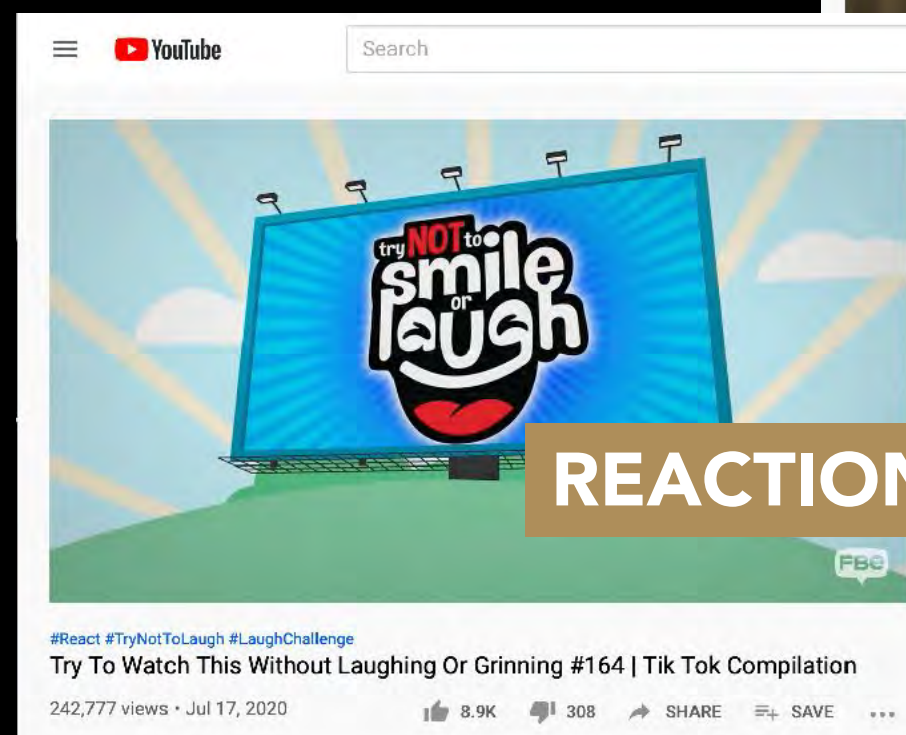 YouTube
Search
try NOT to
smile
or
laugh
REACTION
FBE
#React #TryNotToLaugh #LaughChallenge
Try To Watch This Without Laughing Or Grinning #164 | Tik Tok Compilation
242,777 views • Jul 17, 2020
8.9K 308 SHARE SAVE